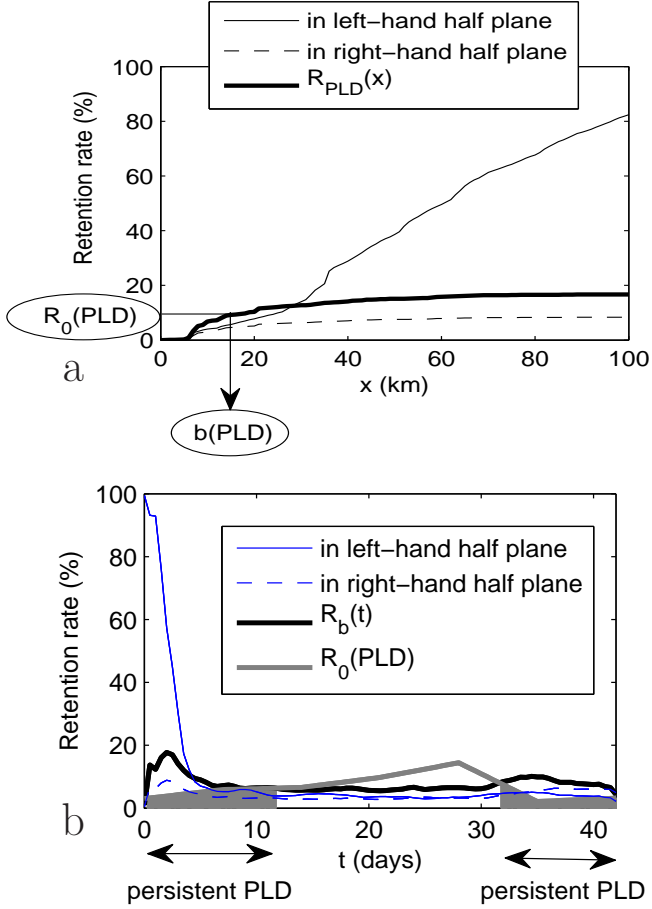 in left−hand half plane
in right−hand half plane
R_PLD(x)
100
80
60
40
20
0
Retention rate (%)
R_0(PLD)
0 20 40 60 80 100
x (km)
a
b(PLD)
100
80
60
40
20
0
Retention rate (%)
in left−hand half plane
in right−hand half plane
R_b(t)
R_0(PLD)
0 10 20 30 40
t (days)
b
persistent PLD persistent PLD